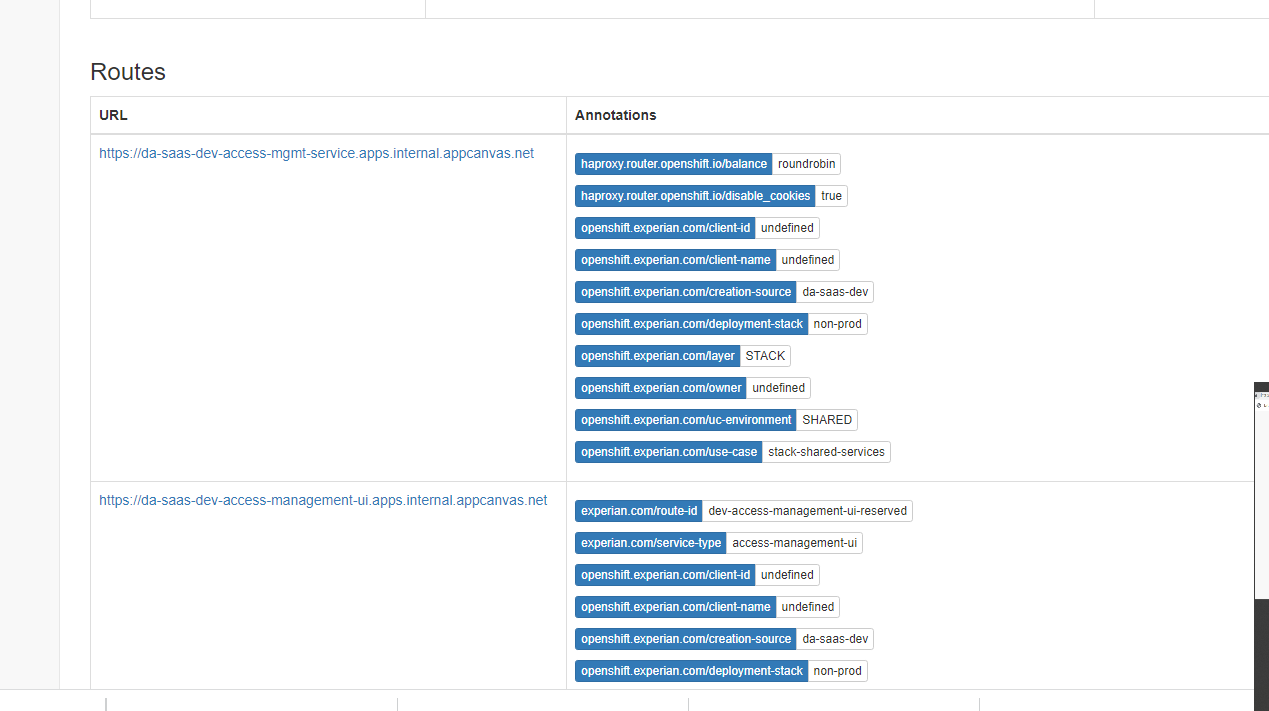 Routes
URL Annotations
https://da-saas-dev-access-mgmt-service.apps.internal.appcanvas.net
haproxy.router.openshift.io/balance roundrobin
haproxy.router.openshift.io/disable_cookies true
openshift.experian.com/client-id undefined
openshift.experian.com/client-name undefined
openshift.experian.com/creation-source da-saas-dev
openshift.experian.com/deployment-stack non-prod
openshift.experian.com/layer STACK
openshift.experian.com/owner undefined
openshift.experian.com/uc-environment SHARED
openshift.experian.com/use-case stack-shared-services
https://da-saas-dev-access-management-ui.apps.internal.appcanvas.net
experian.com/route-id dev-access-management-ui-reserved
experian.com/service-type access-management-ui
openshift.experian.com/client-id undefined
openshift.experian.com/client-name undefined
openshift.experian.com/creation-source da-saas-dev
openshift.experian.com/deployment-stack non-prod